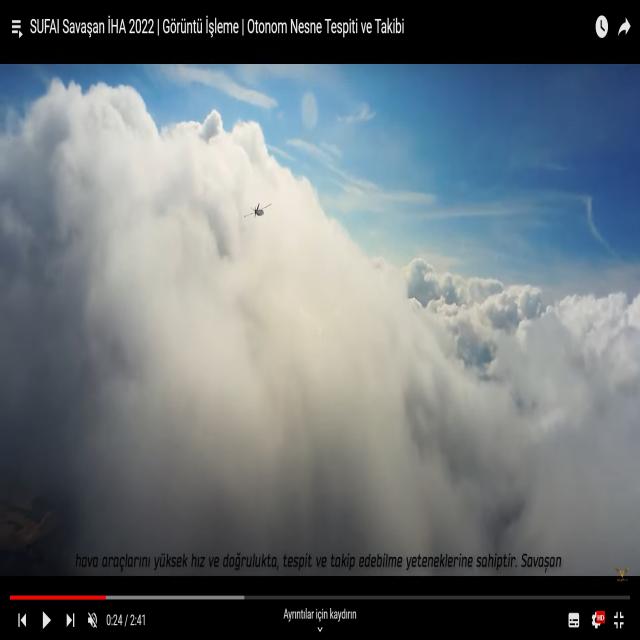 SUFAI Savaşan İHA 2022 | Görüntü İşleme | Otonom Nesne Tespiti ve Takibi
hava araçlarını yüksek hız ve doğrulukta, tespit ve takip edebilme yeteneklerine sahiptir. Savaşan
0:24 / 2:41
Ayrıntılar için kaydırın
HD